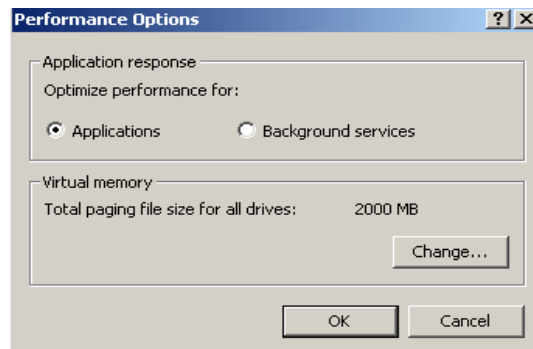 Performance Options
Application response
Optimize performance for:
Applications Background services
Virtual memory
Total paging file size for all drives: 2000 MB
Change...
OK Cancel